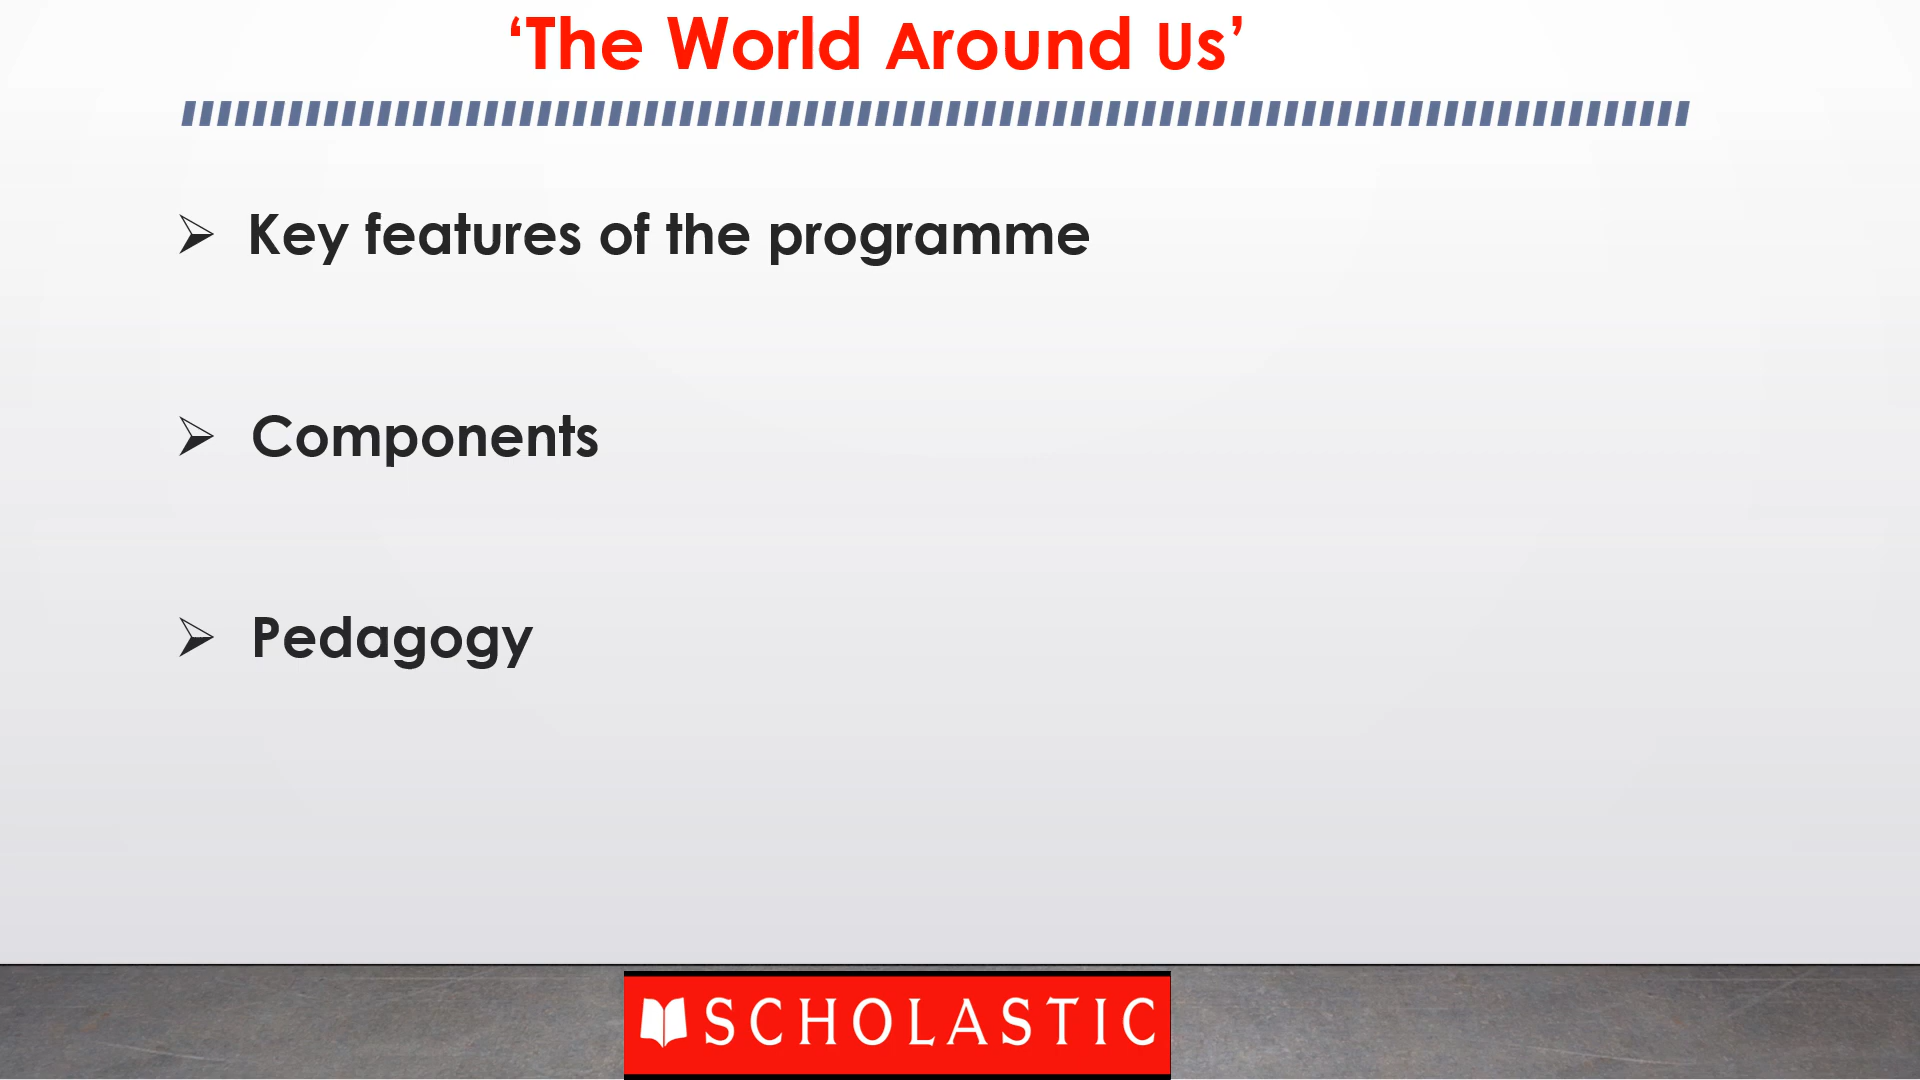 ‘The World Around Us’
➢ Key features of the programme
➢ Components
➢ Pedagogy
SCHOLASTIC